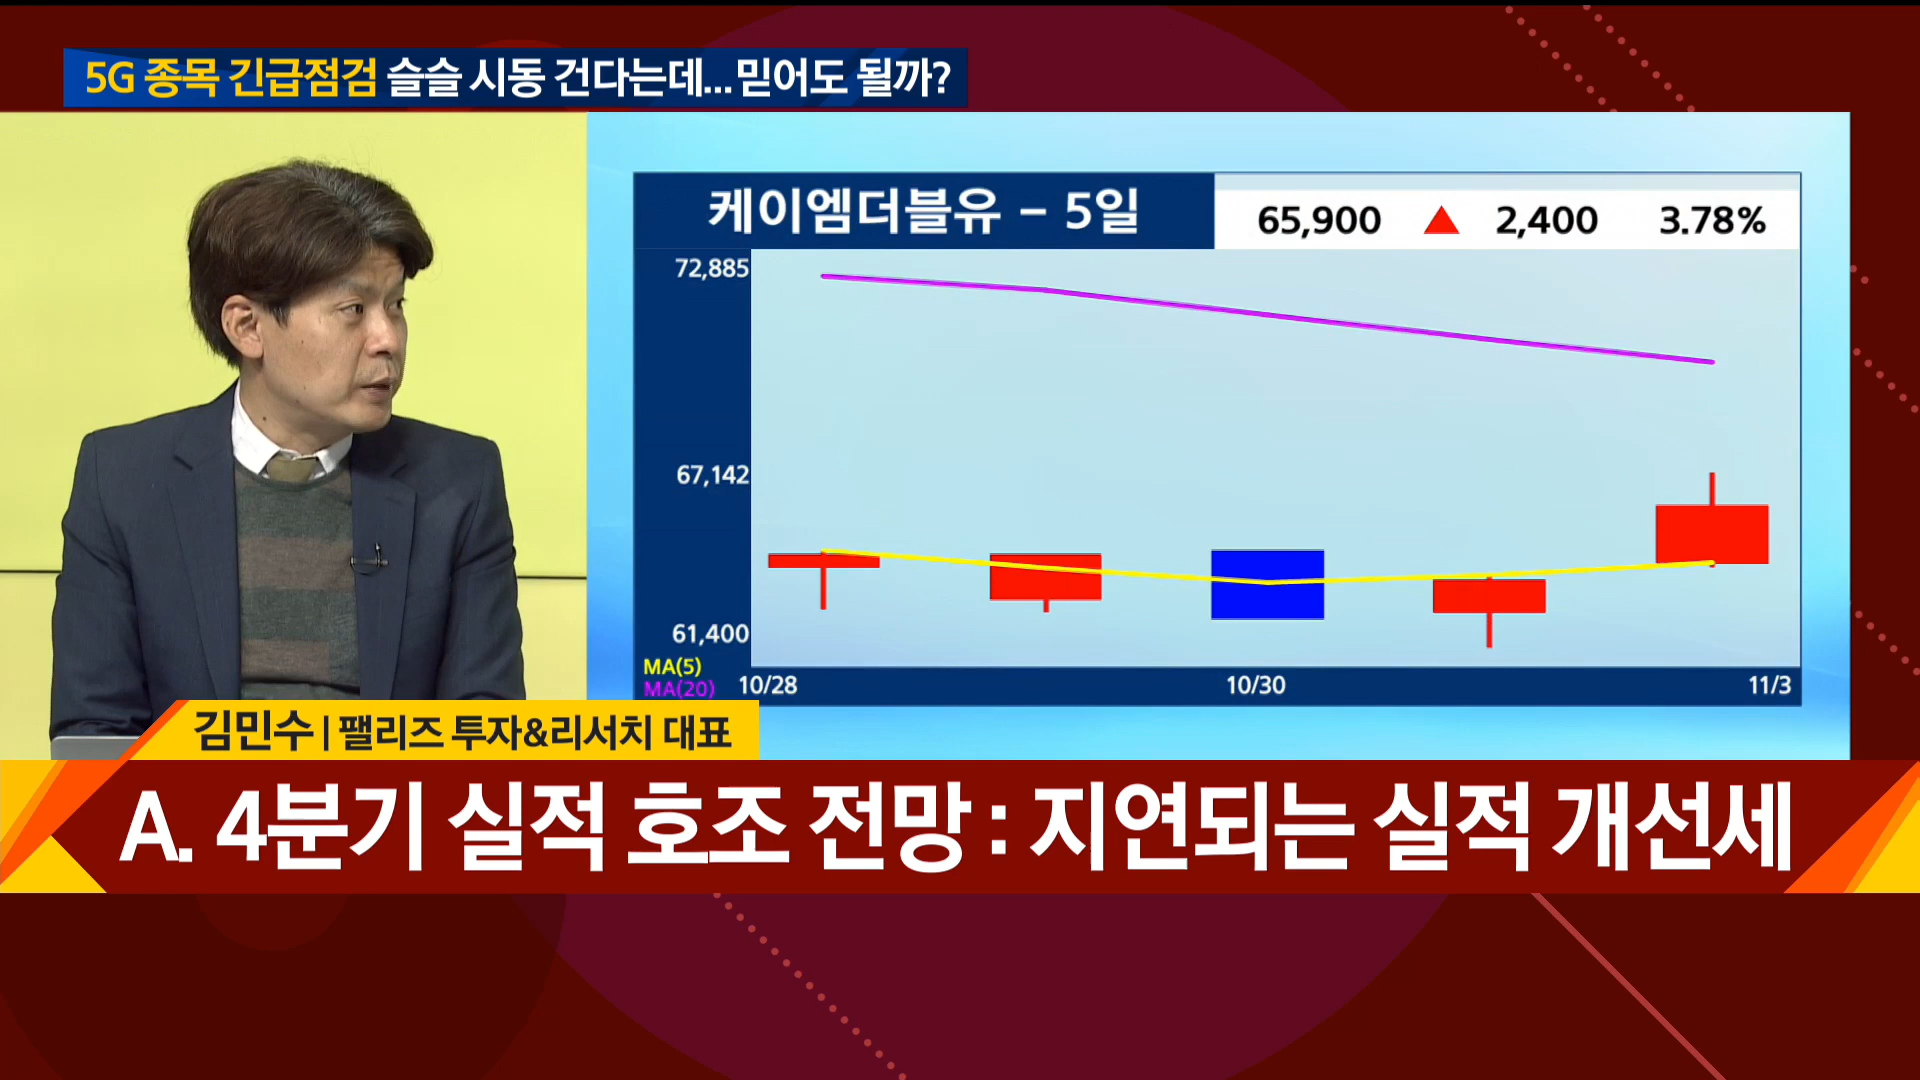 5G 종목 긴급점검 슬슬 시동 건다는데...믿어도 될까?
케이엠더블유 - 5일
65,900 ▲ 2,400 3.78%
72,885
67,142
61,400
MA(5)
MA(20)
10/28
10/30
11/3
김민수 | 팰리즈 투자&리서치 대표
A. 4분기 실적 호조 전망 : 지연되는 실적 개선세